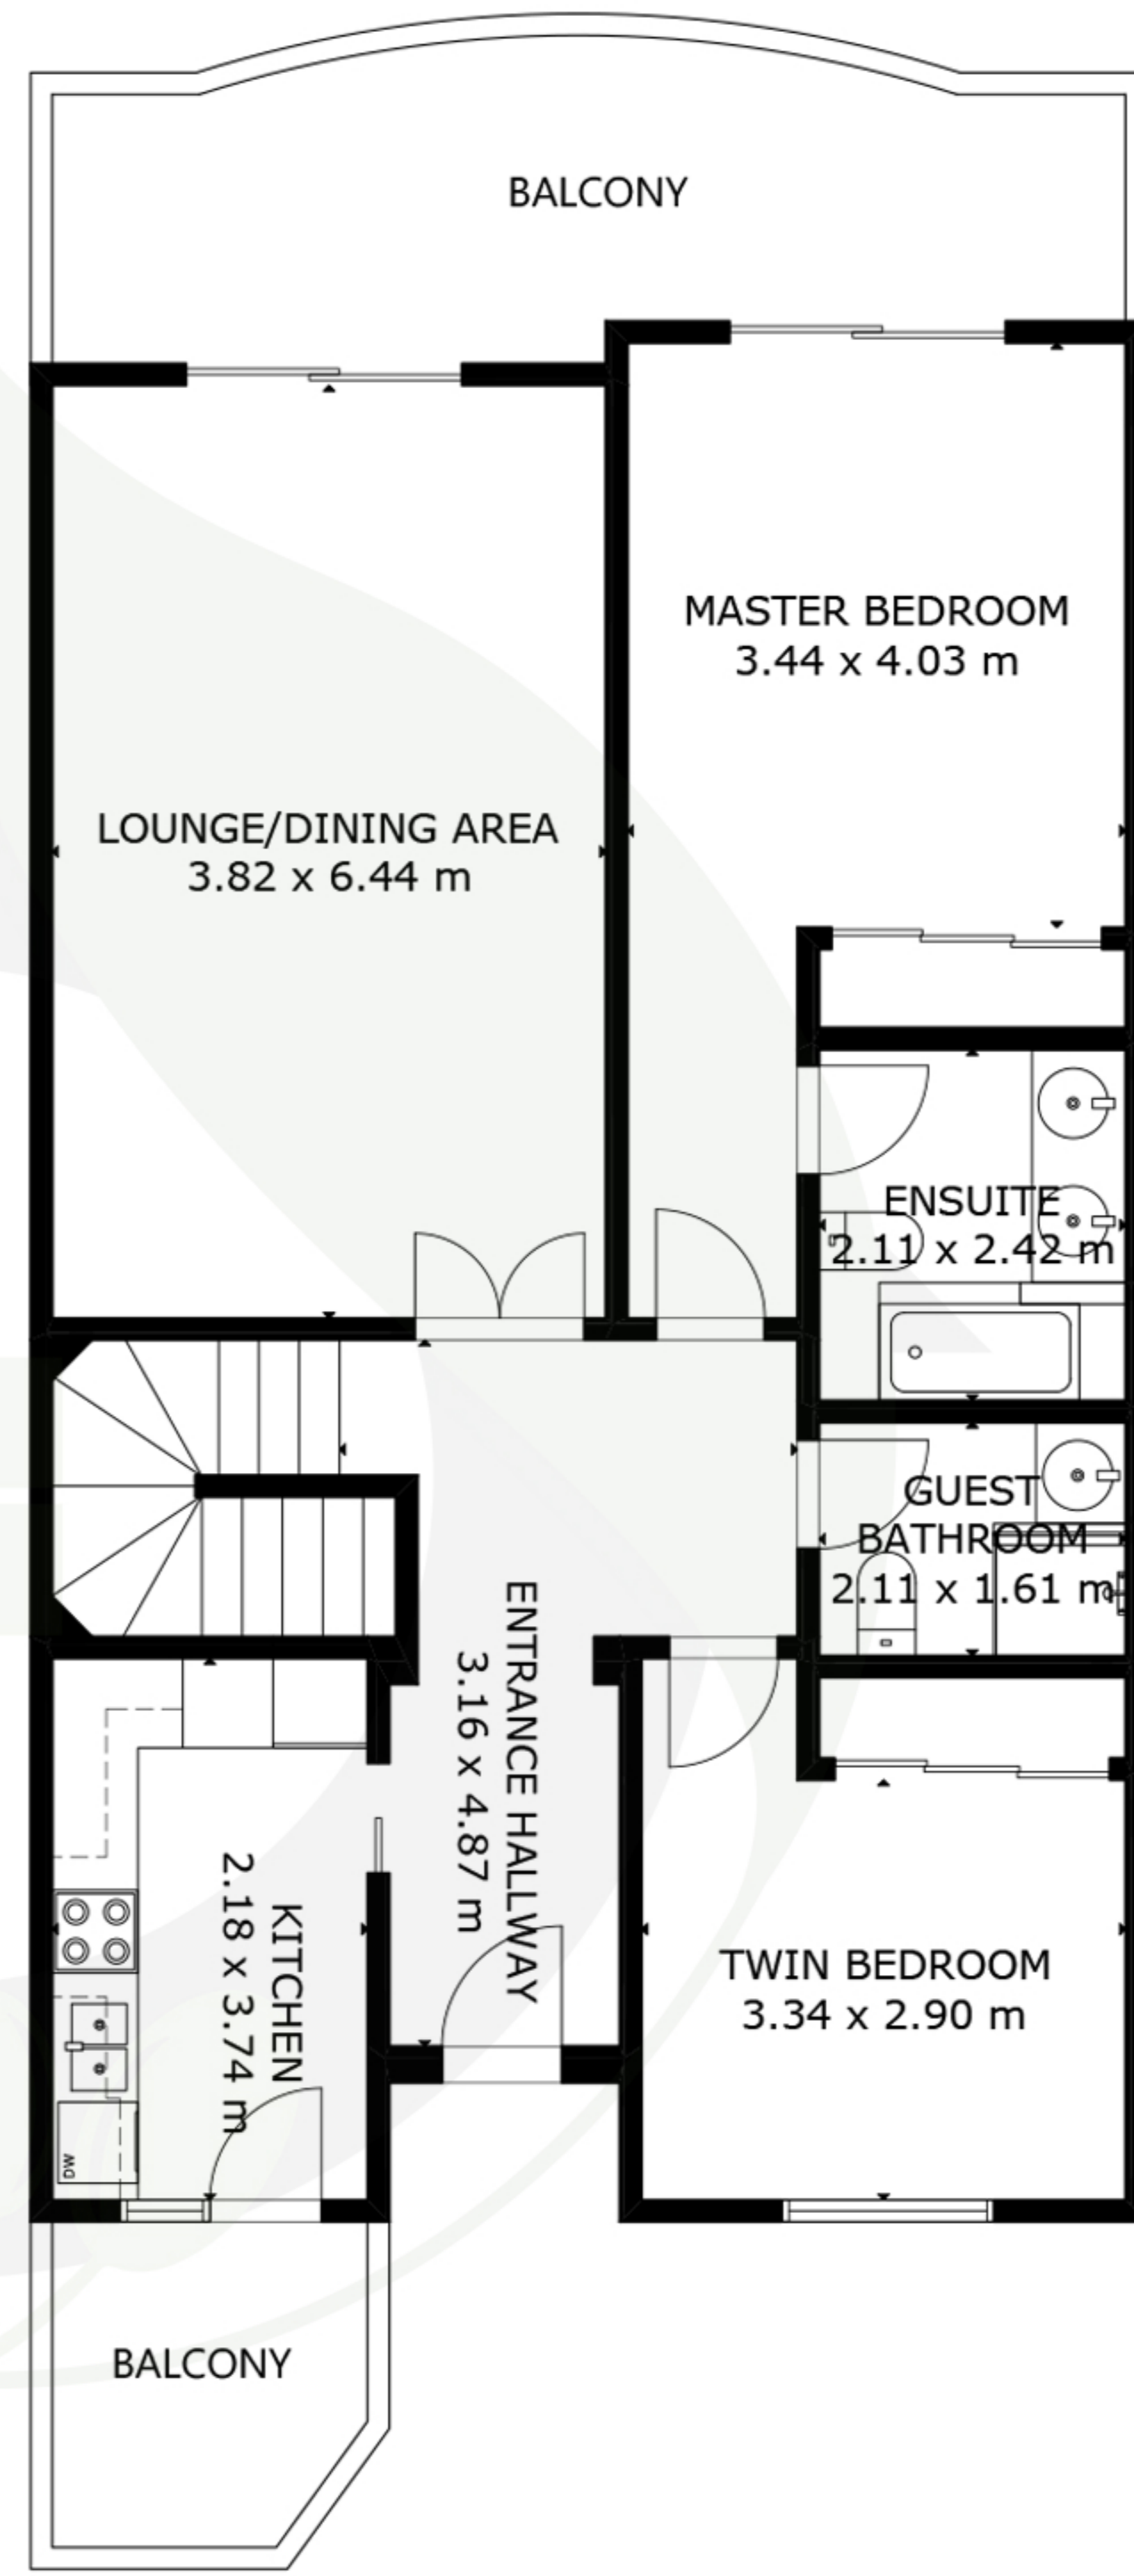 BALCONY
MASTER BEDROOM
3.44 x 4.03 m
LOUNGE/DINING AREA
3.82 x 6.44 m
ENSUITE
2.11 x 2.42 m
GUEST
BATHROOM
2.11 x 1.61 m
ENTRANCE HALLWAY
3.16 x 4.87 m
KITCHEN
2.18 x 3.74 m
TWIN BEDROOM
3.34 x 2.90 m
DW
BALCONY